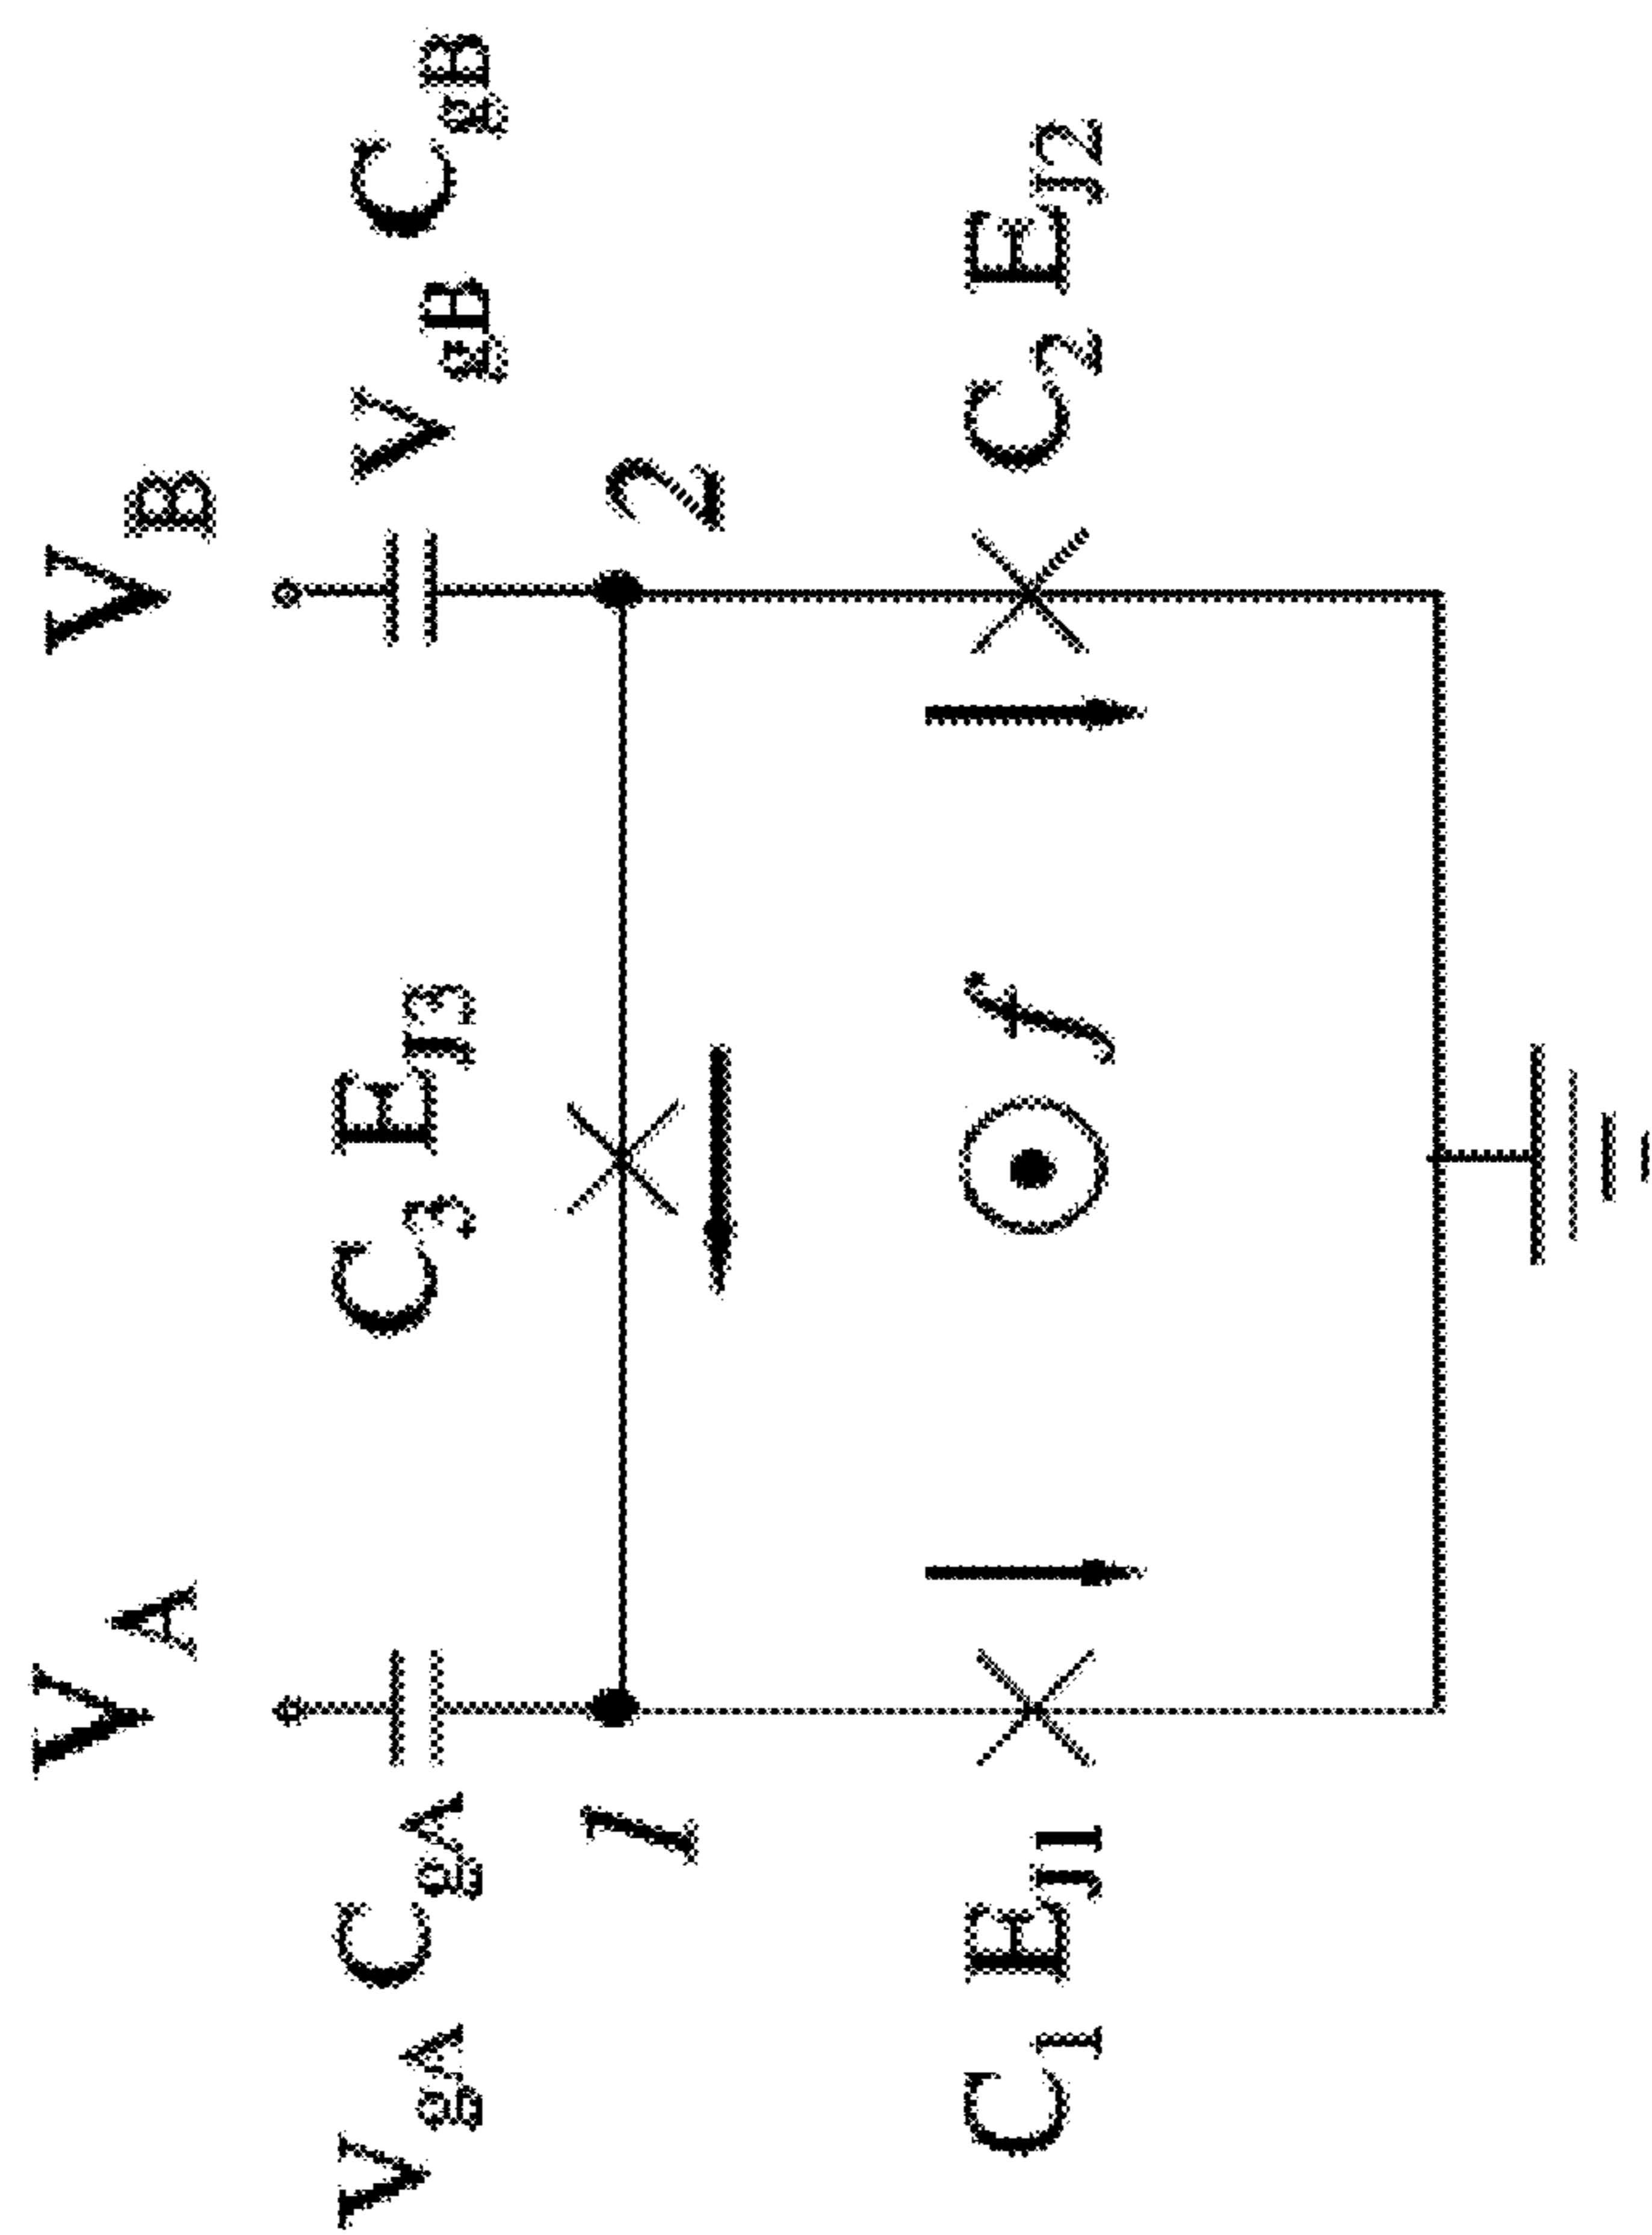 V_A V_B
V_gA C_gA C_3 E_J3 V_gB C_gB
1 2
C_1 E_J1 f C_2 E_J2